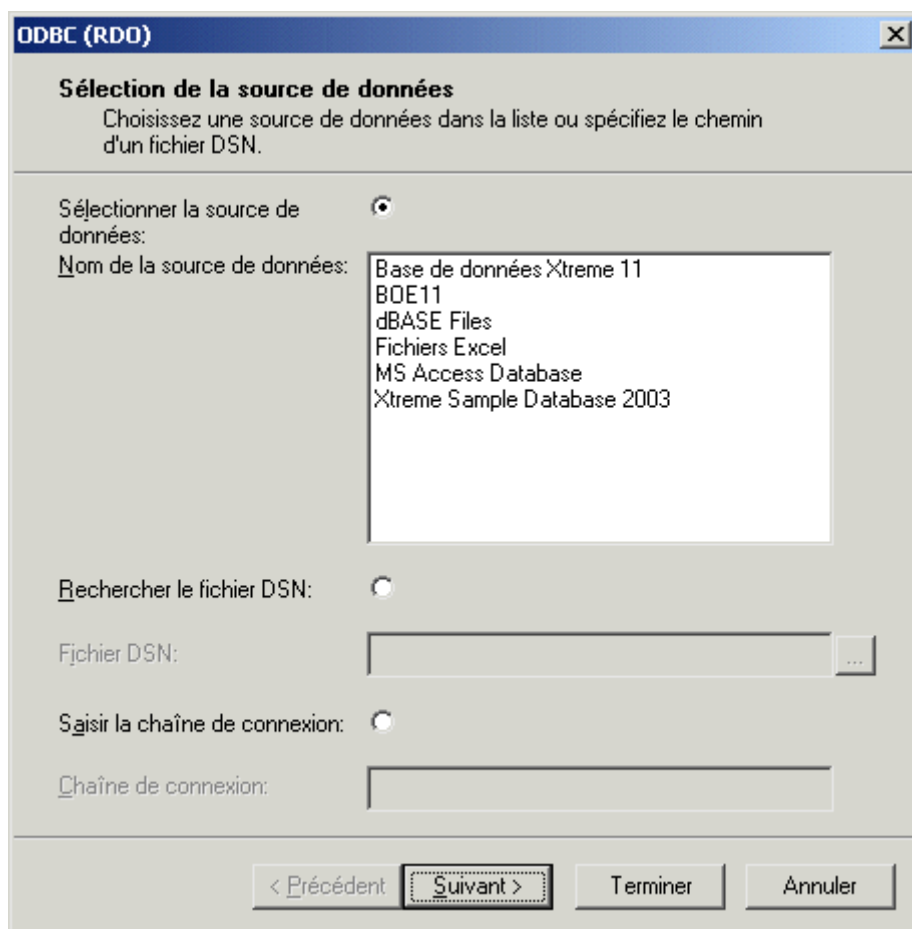 ODBC (RDO)
Sélection de la source de données
Choisissez une source de données dans la liste ou spécifiez le chemin
d'un fichier DSN.
Sélectionner la source de
données:
Nom de la source de données:
Base de données Xtreme 11
BOE11
dBASE Files
Fichiers Excel
MS Access Database
Xtreme Sample Database 2003
Rechercher le fichier DSN:
Fichier DSN:
...
Saisir la chaîne de connexion:
Chaîne de connexion:
< Précédent
Suivant >
Terminer
Annuler